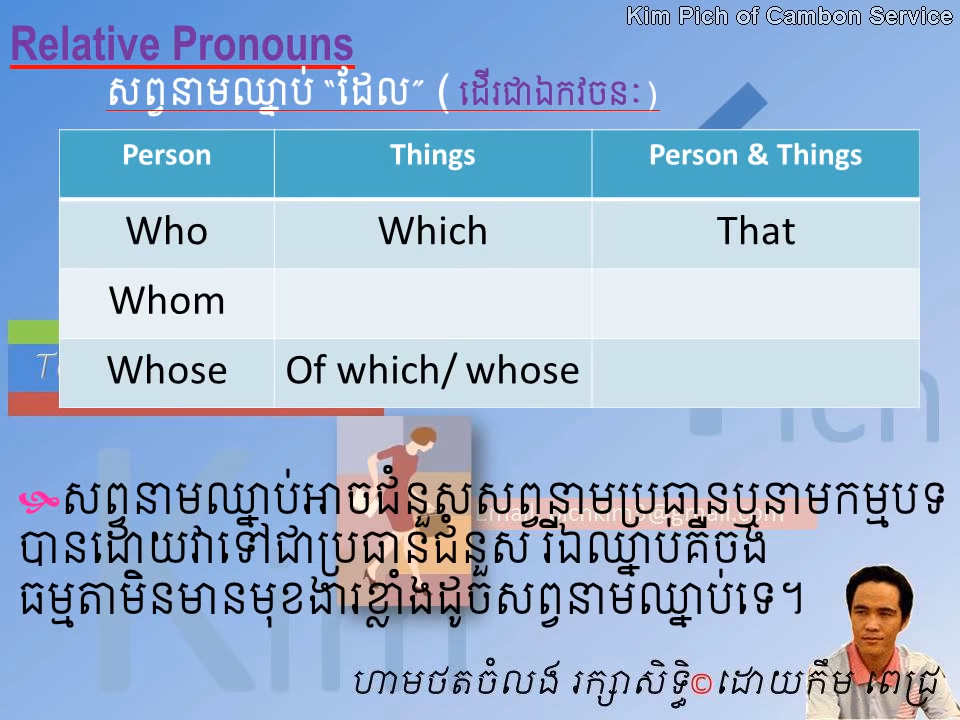 Kim Pich of Cambon Service
Relative Pronouns
សព្វនាមឈ្នាប់ “ដែល” ( ដើរជាឯកវចនៈ)
Person Things Person & Things
Who Which That
Whom
Whose Of which/ whose
សព្វនាមឈ្នាប់អាចជំនួសសព្វនាមប្រធានឬនាមកម្មបទ
បានដោយវាទៅជាប្រធានជំនួស រីឯឈ្នាប់គឺចង់
ធម្មតាមិនមានមុខងារខ្លាំងដូចសព្វនាមឈ្នាប់ទេ។
ហាមថតចំលង រក្សាសិទ្ធិ©ដោយកឹម ពេជ្រ